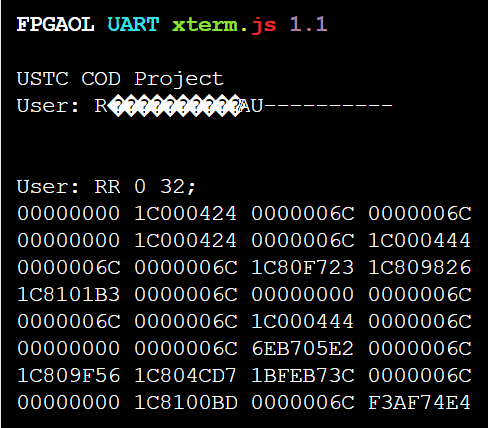 FPGAOL UART xterm.js 1.1
USTC COD Project
User: R����������AU----------
User: RR 0 32;
00000000 1C000424 0000006C 0000006C
00000000 1C000424 0000006C 1C000444
0000006C 0000006C 1C80F723 1C809826
1C8101B3 0000006C 00000000 0000006C
0000006C 0000006C 1C000444 0000006C
00000000 0000006C 6EB705E2 0000006C
1C809F56 1C804CD7 1BFEB73C 0000006C
00000000 1C8100BD 0000006C F3AF74E4